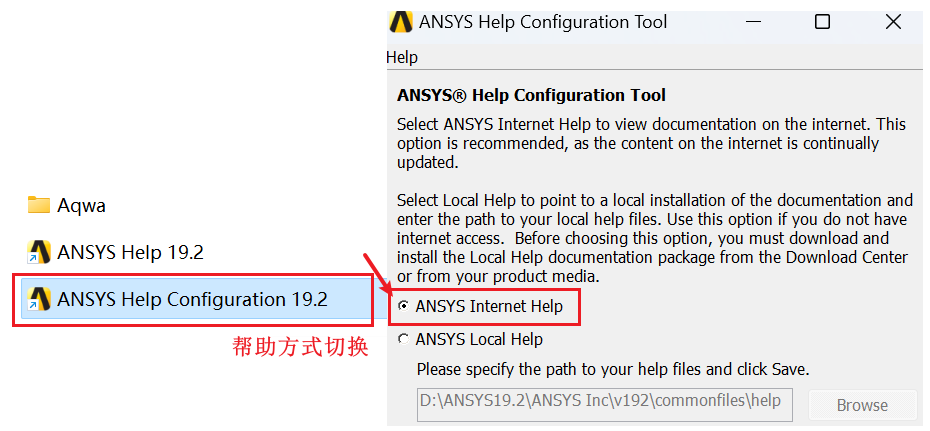 Aqwa
ANSYS Help 19.2
ANSYS Help Configuration 19.2
帮助方式切换
ANSYS Help Configuration Tool
Help
ANSYS® Help Configuration Tool
Select ANSYS Internet Help to view documentation on the internet. This
option is recommended, as the content on the internet is continually
updated.
Select Local Help to point to a local installation of the documentation and
enter the path to your local help files. Use this option if you do not have
internet access. Before choosing this option, you must download and
install the Local Help documentation package from the Download Center
or from your product media.
ANSYS Internet Help
ANSYS Local Help
Please specify the path to your help files and click Save.
D:\ANSYS19.2\ANSYS Inc\v192\commonfiles\help
Browse